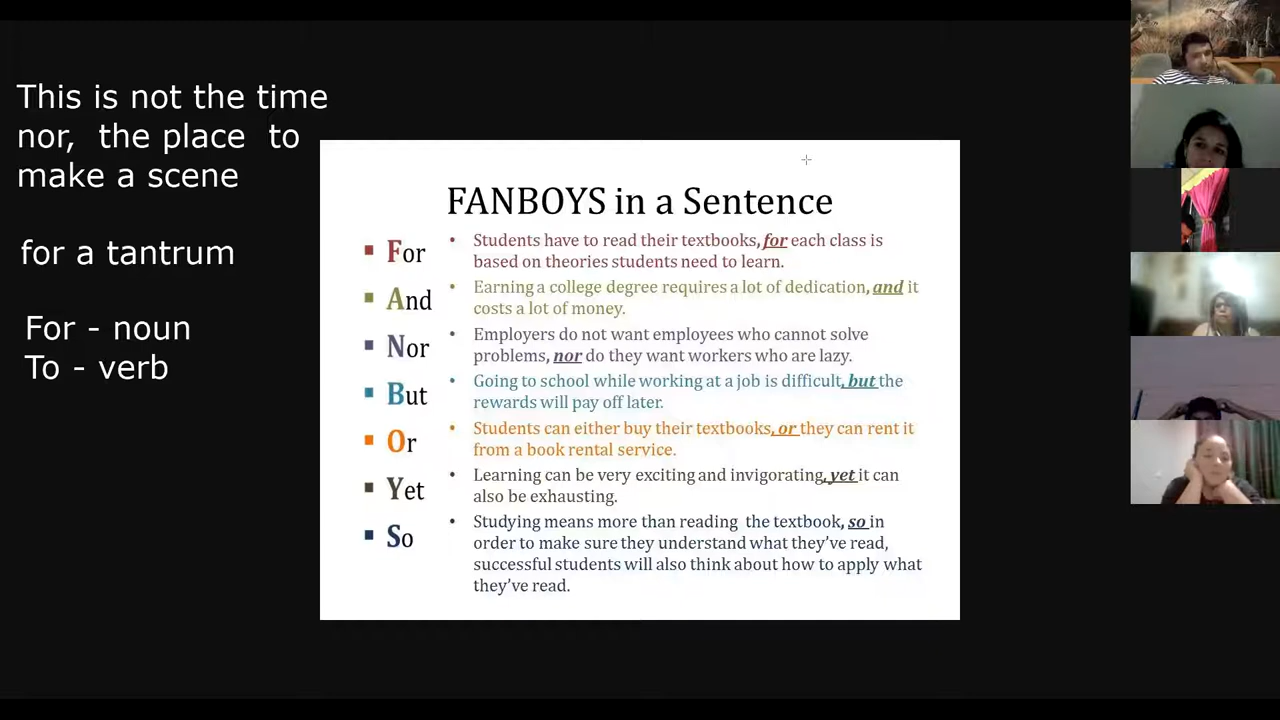 This is not the time
nor,  the place  to
make a scene
for a tantrum
For - noun
To - verb
FANBOYS in a Sentence
▪ For
▪ And
▪ Nor
▪ But
▪ Or
▪ Yet
▪ So
• Students have to read their textbooks, for each class is
based on theories students need to learn.
• Earning a college degree requires a lot of dedication, and it
costs a lot of money.
• Employers do not want employees who cannot solve
problems, nor do they want workers who are lazy.
• Going to school while working at a job is difficult, but the
rewards will pay off later.
• Students can either buy their textbooks, or they can rent it
from a book rental service.
• Learning can be very exciting and invigorating, yet it can
also be exhausting.
• Studying means more than reading  the textbook, so in
order to make sure they understand what they’ve read,
successful students will also think about how to apply what
they’ve read.